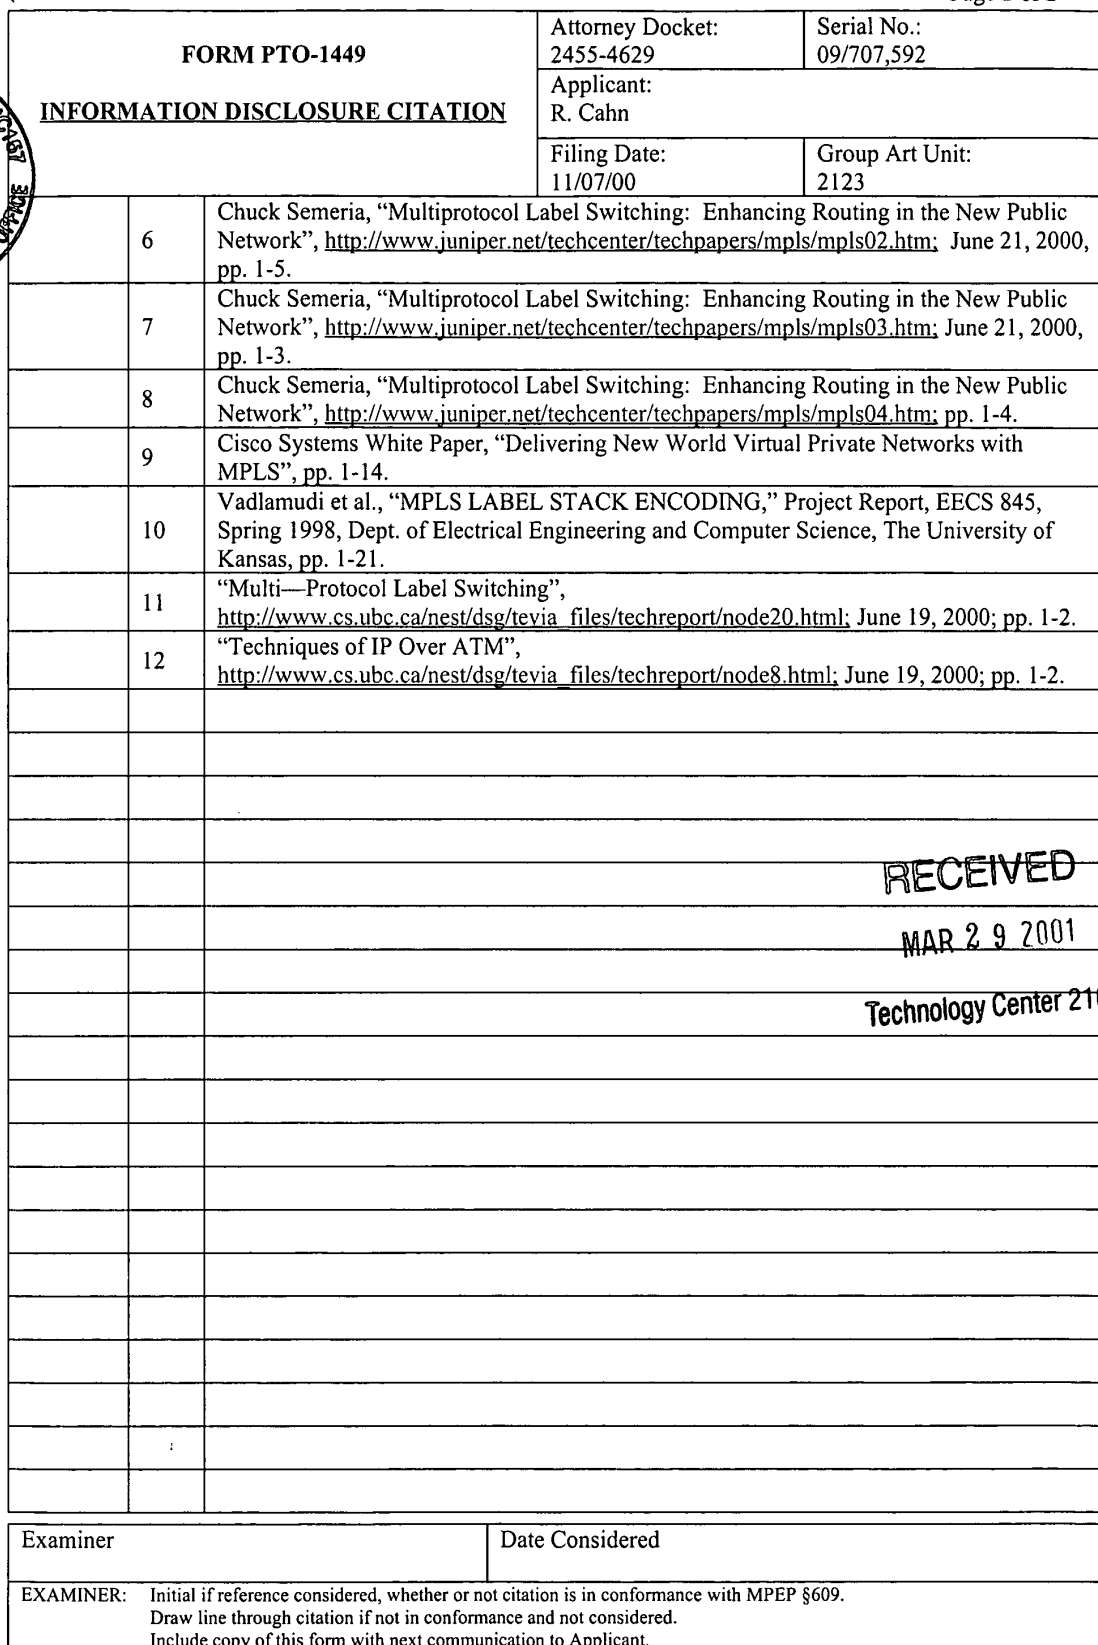 FORM PTO-1449
INFORMATION DISCLOSURE CITATION
Attorney Docket:
2455-4629
Serial No.:
09/707,592
Applicant:
R. Cahn
Filing Date:
11/07/00
Group Art Unit:
2123
6
Chuck Semeria, “Multiprotocol Label Switching: Enhancing Routing in the New Public
Network”, http://www.juniper.net/techcenter/techpapers/mpls/mpls02.htm; June 21, 2000,
pp. 1-5.
7
Chuck Semeria, “Multiprotocol Label Switching: Enhancing Routing in the New Public
Network”, http://www.juniper.net/techcenter/techpapers/mpls/mpls03.htm; June 21, 2000,
pp. 1-3.
8
Chuck Semeria, “Multiprotocol Label Switching: Enhancing Routing in the New Public
Network”, http://www.juniper.net/techcenter/techpapers/mpls/mpls04.htm; pp. 1-4.
9
Cisco Systems White Paper, “Delivering New World Virtual Private Networks with
MPLS”, pp. 1-14.
10
Vadlamudi et al., “MPLS LABEL STACK ENCODING,” Project Report, EECS 845,
Spring 1998, Dept. of Electrical Engineering and Computer Science, The University of
Kansas, pp. 1-21.
11
“Multi—Protocol Label Switching”,
http://www.cs.ubc.ca/nest/dsg/tevia_files/techreport/node20.html; June 19, 2000; pp. 1-2.
12
“Techniques of IP Over ATM”,
http://www.cs.ubc.ca/nest/dsg/tevia_files/techreport/node8.html; June 19, 2000; pp. 1-2.
RECEIVED
MAR 29 2001
Technology Center 21
Examiner
Date Considered
EXAMINER: Initial if reference considered, whether or not citation is in conformance with MPEP §609.
Draw line through citation if not in conformance and not considered.
Include copy of this form with next communication to Applicant.